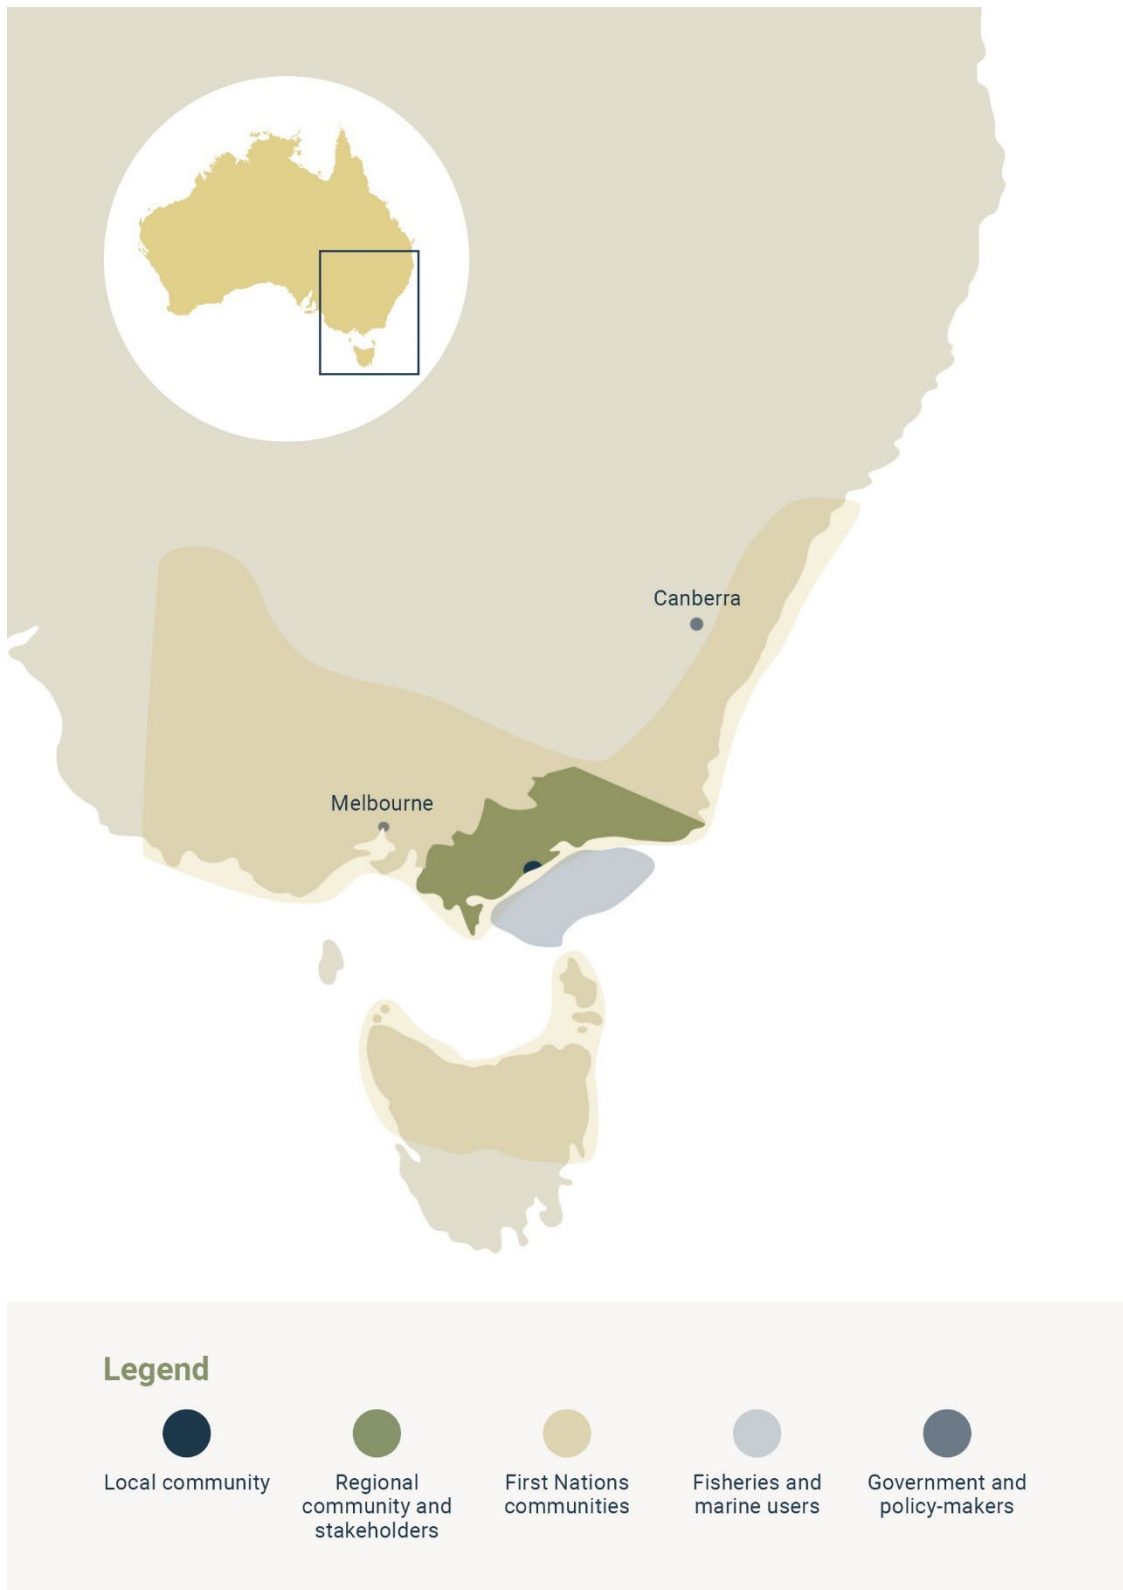 Canberra
Melbourne
Legend
Local community
Regional
community and
stakeholders
First Nations
communities
Fisheries and
marine users
Government and
policy-makers